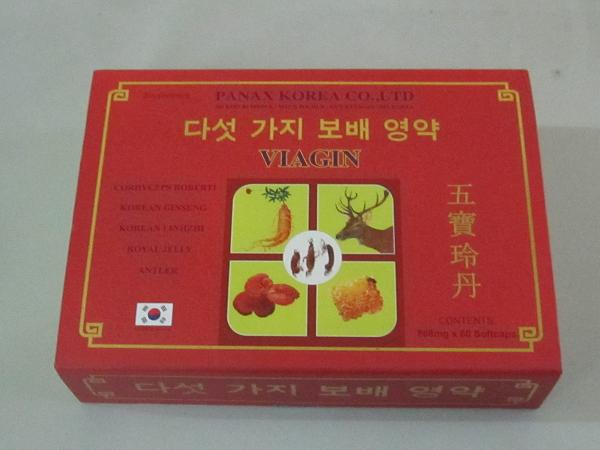 PANAX KOREA CO.,LTD
다섯 가지 보배 영약
VIAGIN
CORDYCEPS ROBERTI
KOREAN GINSENG
KOREAN LINHZHI
ROYAL JELLY
ANTLER
五寶玲丹
CONTENTS:
868mg x 60 Softcaps
다섯 가지 보배 영약